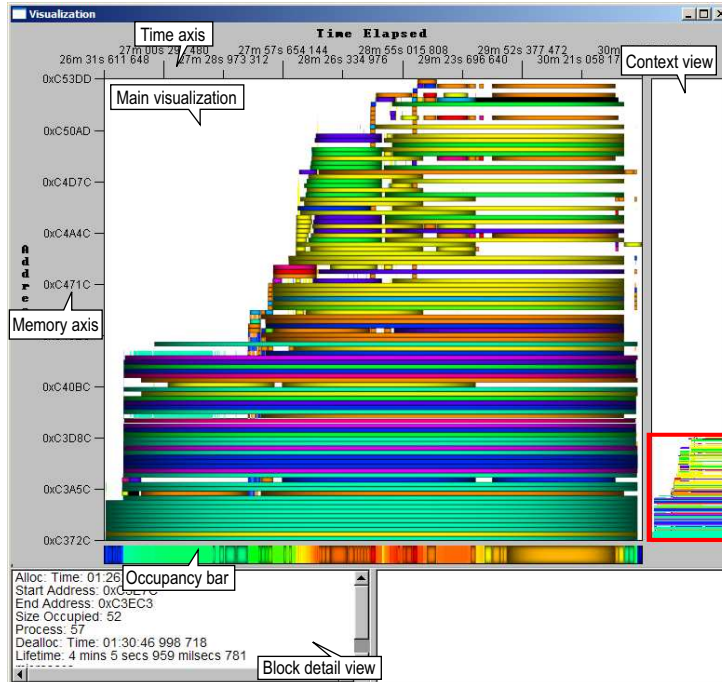 Visualization
Time Elapsed
Time axis
27m 00s 29 480
27m 57s 654 144
28m 55s 015 808
29m 52s 377 472
30m
26m 31s 611 648
27m 28s 973 312
28m 26s 334 976
29m 23s 696 640
30m 21s 058 17
Context view
0xC53DD
Main visualization
0xC50AD
0xC4D7C
0xC4A4C
Addre
0xC471C
Memory axis
0xC40BC
0xC3D8C
0xC3A5C
0xC372C
Occupancy bar
Alloc: Time: 01:26
Start Address:
End Address: 0xC3EC3
Size Occupied: 52
Process: 57
Dealloc: Time: 01:30:46 998 718
Lifetime: 4 mins 5 secs 959 milsecs 781
Block detail view